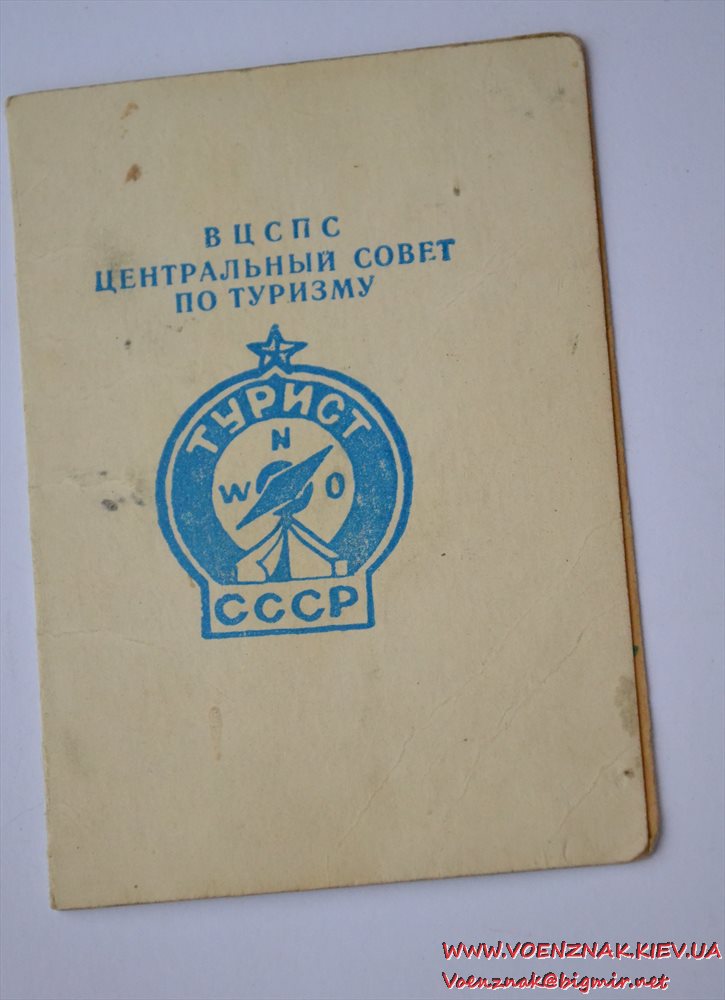 ВЦСПС
ЦЕНТРАЛЬНЫЙ СОВЕТ
ПО ТУРИЗМУ
ТУРИСТ
N
W O
СССР
WWW.VOENZNAK.KIEV.UA
Voenznak@bigmir.net